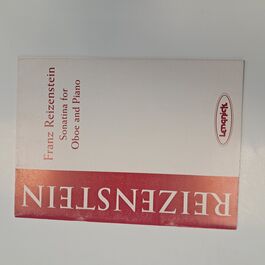 Franz Reizenstein
Sonatina for
Oboe and Piano
Lengnick
REIZENSTEIN